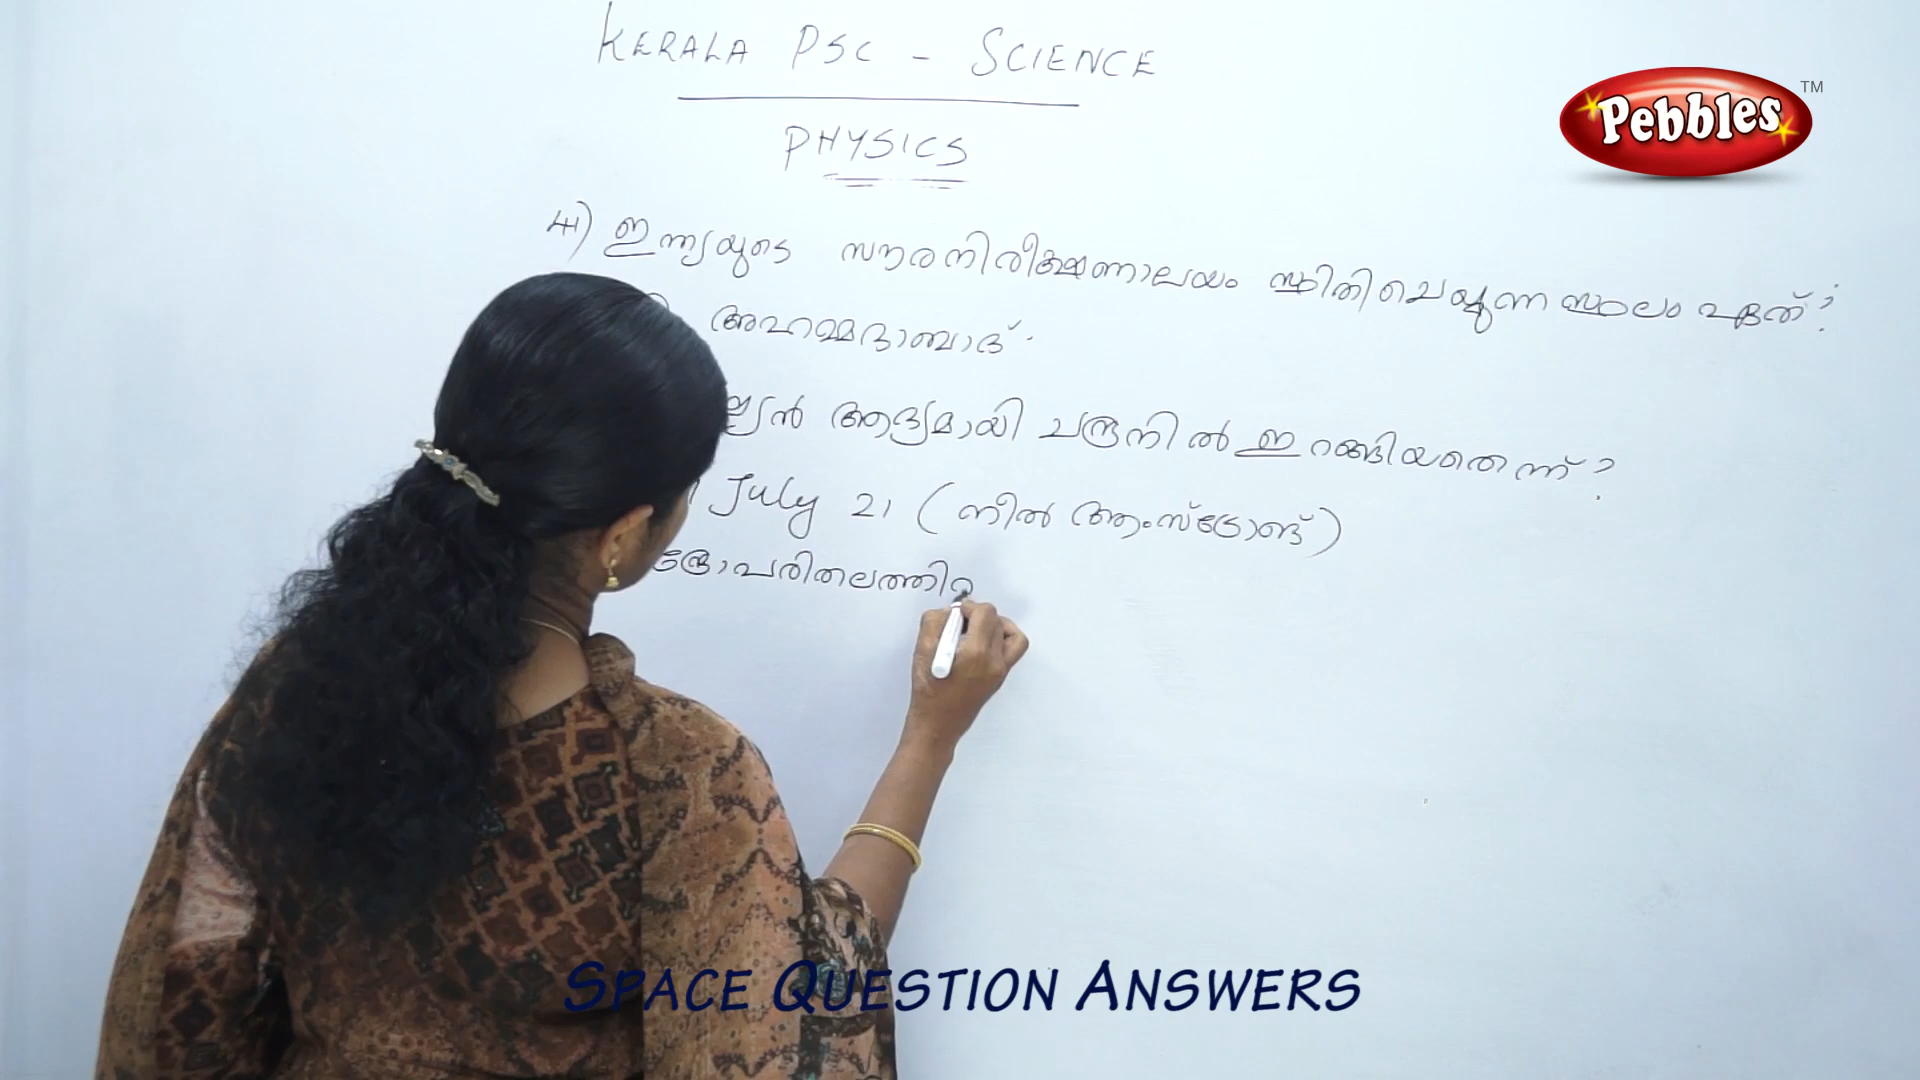 KERALA PSC - SCIENCE
Pebbles TM
PHYSICS
ഇന്ത്യയുടെ സൗരനിരീക്ഷണാലയം സ്ഥിതിചെയ്യുന്ന സ്ഥലം ഏത്?
അഹമ്മദാബാദ്.
ആദ്യമായി ചന്ദ്രനിൽ ഇറങ്ങിയതെന്ന്?
July 21 (നീൽ ആംസ്ട്രോങ്)
SPACE QUESTION ANSWERS